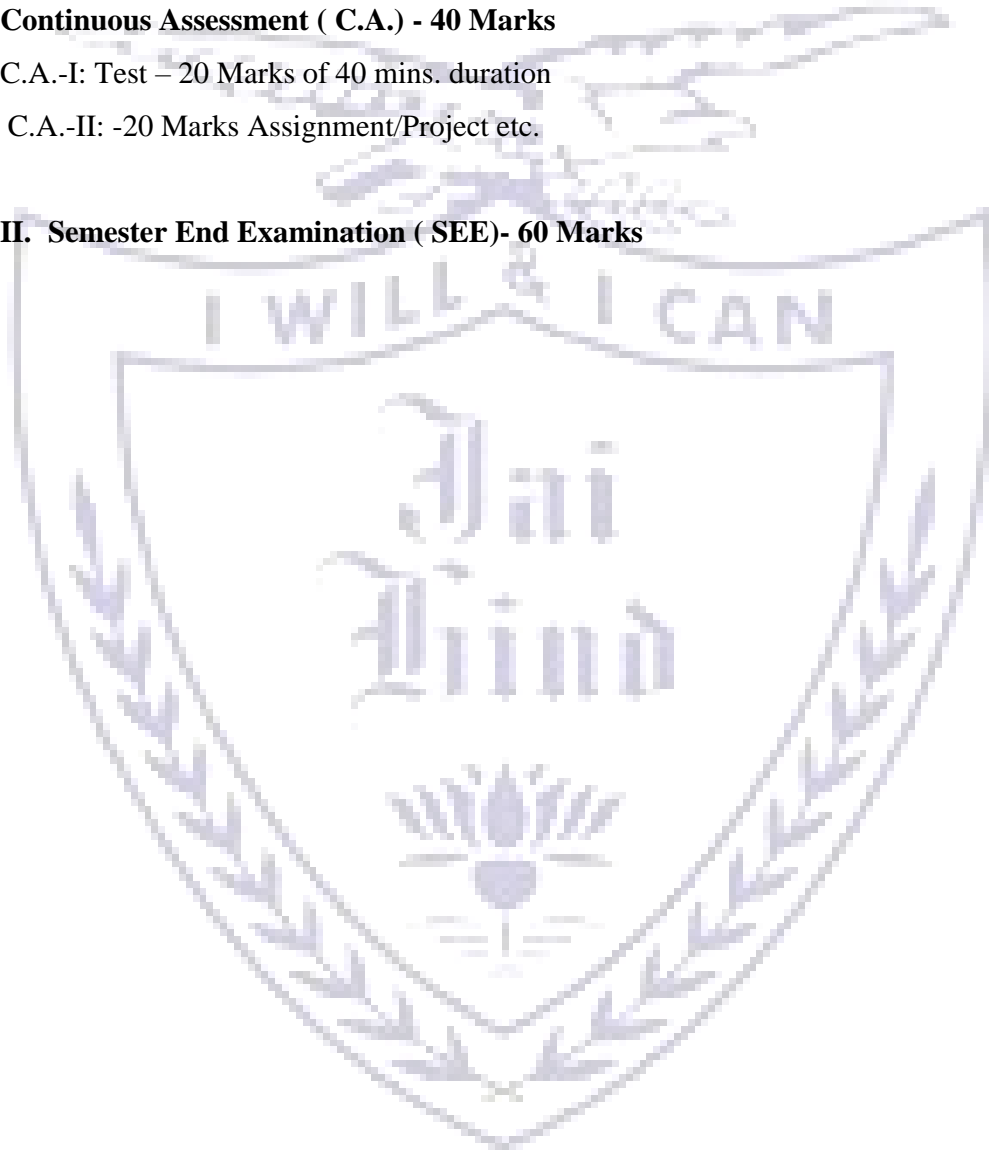 Continuous Assessment ( C.A.) - 40 Marks
C.A.-I: Test – 20 Marks of 40 mins. duration
C.A.-II: -20 Marks Assignment/Project etc.
II. Semester End Examination ( SEE)- 60 Marks
I WILL & I CAN
Jai
Hind